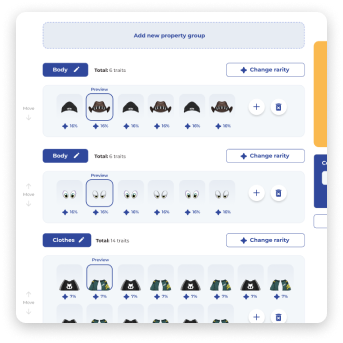 Add new property group
Body Total: 6 traits Change rarity
Preview
Move
16% 16% 16% 16% 16% 16%
Body Total: 6 traits Change rarity
Preview
Move
16% 16% 16% 16% 16% 16%
Clothes Total: 14 traits Change rarity
Preview
7% 7% 7% 7% 7% 7% 7%
Move